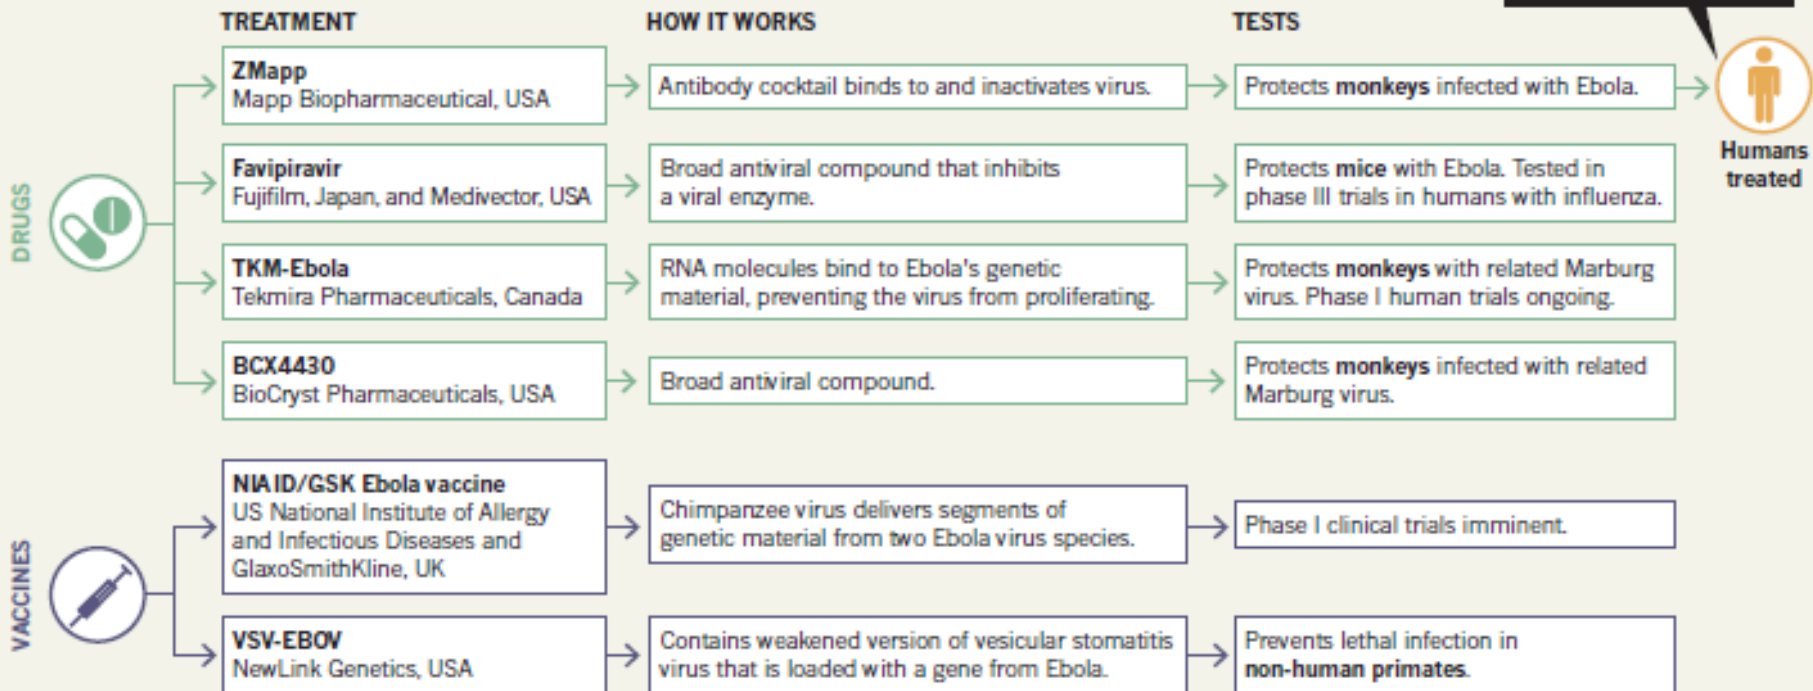 TREATMENT
HOW IT WORKS
TESTS
DRUGS
ZMapp
Mapp Biopharmaceutical, USA
Antibody cocktail binds to and inactivates virus.
Protects monkeys infected with Ebola.
Humans
treated
Favipiravir
Fujifilm, Japan, and Medivector, USA
Broad antiviral compound that inhibits
a viral enzyme.
Protects mice with Ebola. Tested in
phase III trials in humans with influenza.
TKM-Ebola
Tekmira Pharmaceuticals, Canada
RNA molecules bind to Ebola's genetic
material, preventing the virus from proliferating.
Protects monkeys with related Marburg
virus. Phase I human trials ongoing.
BCX4430
BioCryst Pharmaceuticals, USA
Broad antiviral compound.
Protects monkeys infected with related
Marburg virus.
VACCINES
NIAID/GSK Ebola vaccine
US National Institute of Allergy
and Infectious Diseases and
GlaxoSmithKline, UK
Chimpanzee virus delivers segments of
genetic material from two Ebola virus species.
Phase I clinical trials imminent.
VSV-EBOV
NewLink Genetics, USA
Contains weakened version of vesicular stomatitis
virus that is loaded with a gene from Ebola.
Prevents lethal infection in
non-human primates.